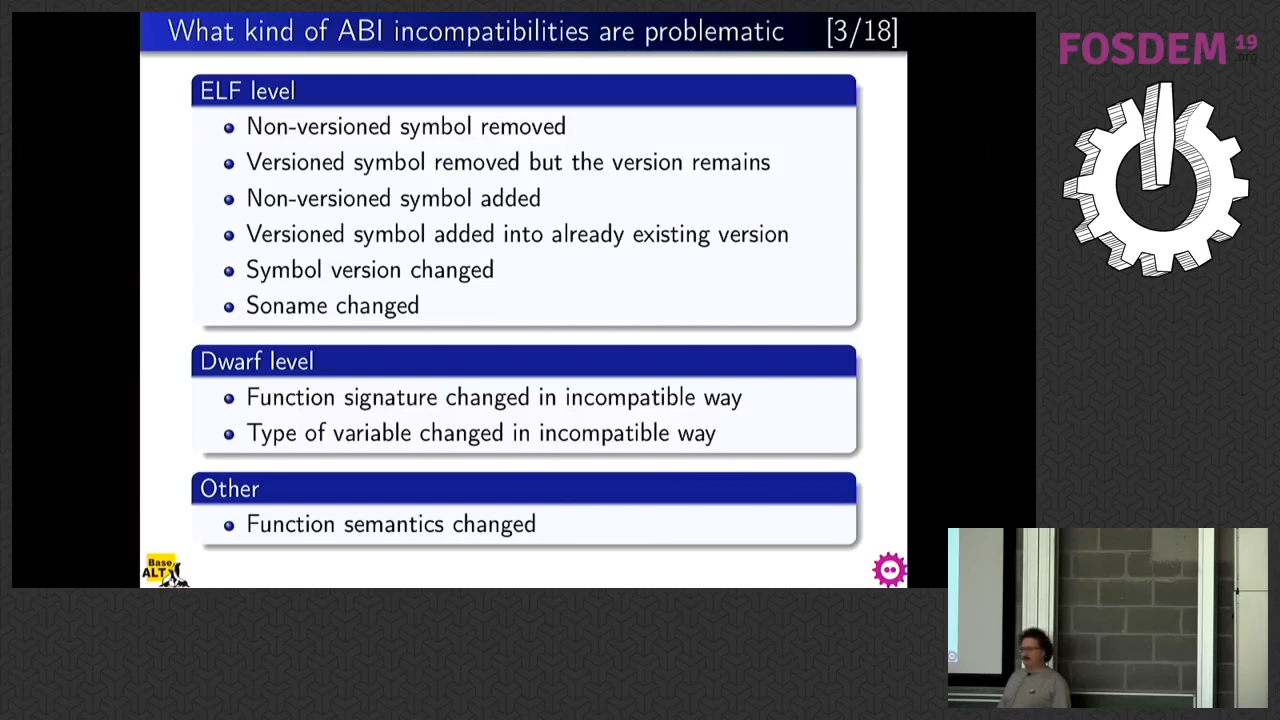 What kind of ABI incompatibilities are problematic [3/18]
FOSDEM 19
.org
ELF level
Non-versioned symbol removed
Versioned symbol removed but the version remains
Non-versioned symbol added
Versioned symbol added into already existing version
Symbol version changed
Soname changed
Dwarf level
Function signature changed in incompatible way
Type of variable changed in incompatible way
Other
Function semantics changed
Base
ALT